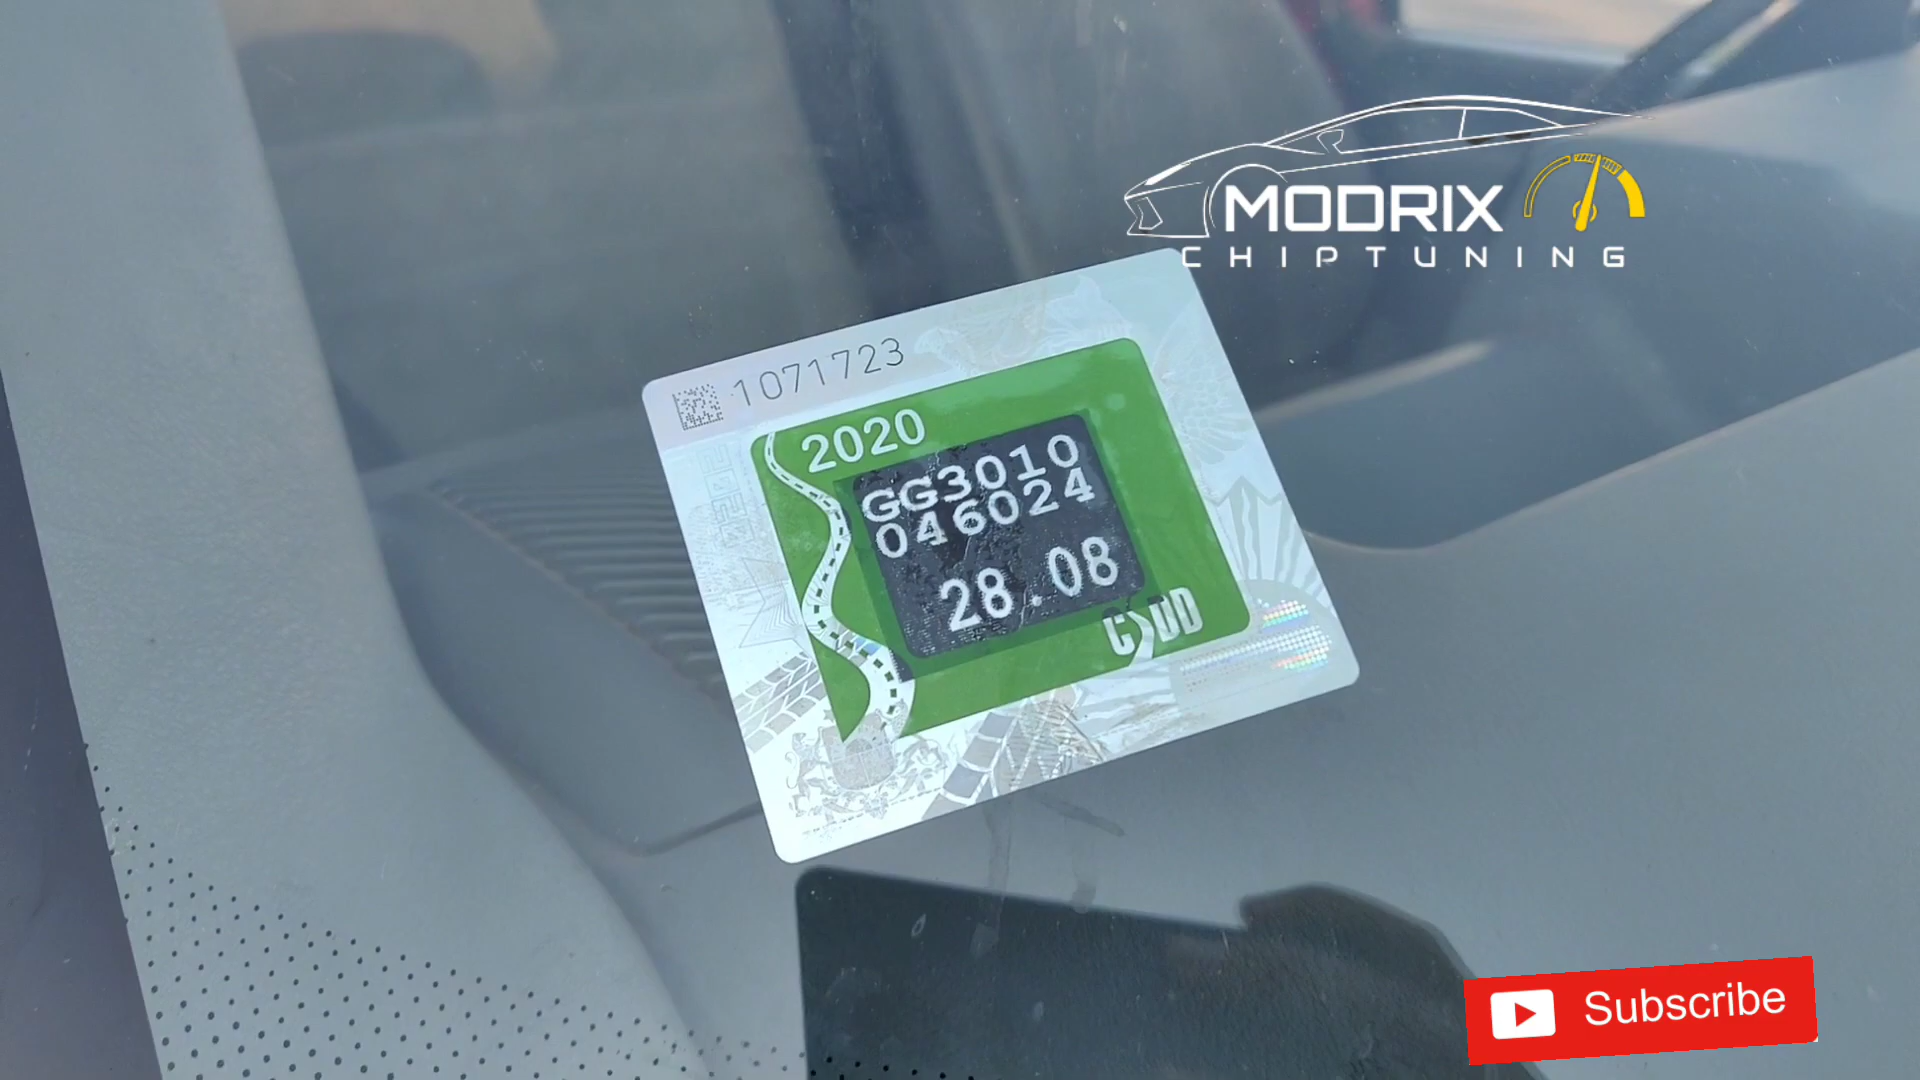 MODRIX
CHIPTUNING
1071723
2020
GG3010
046024
28.08
CSDD
Subscribe